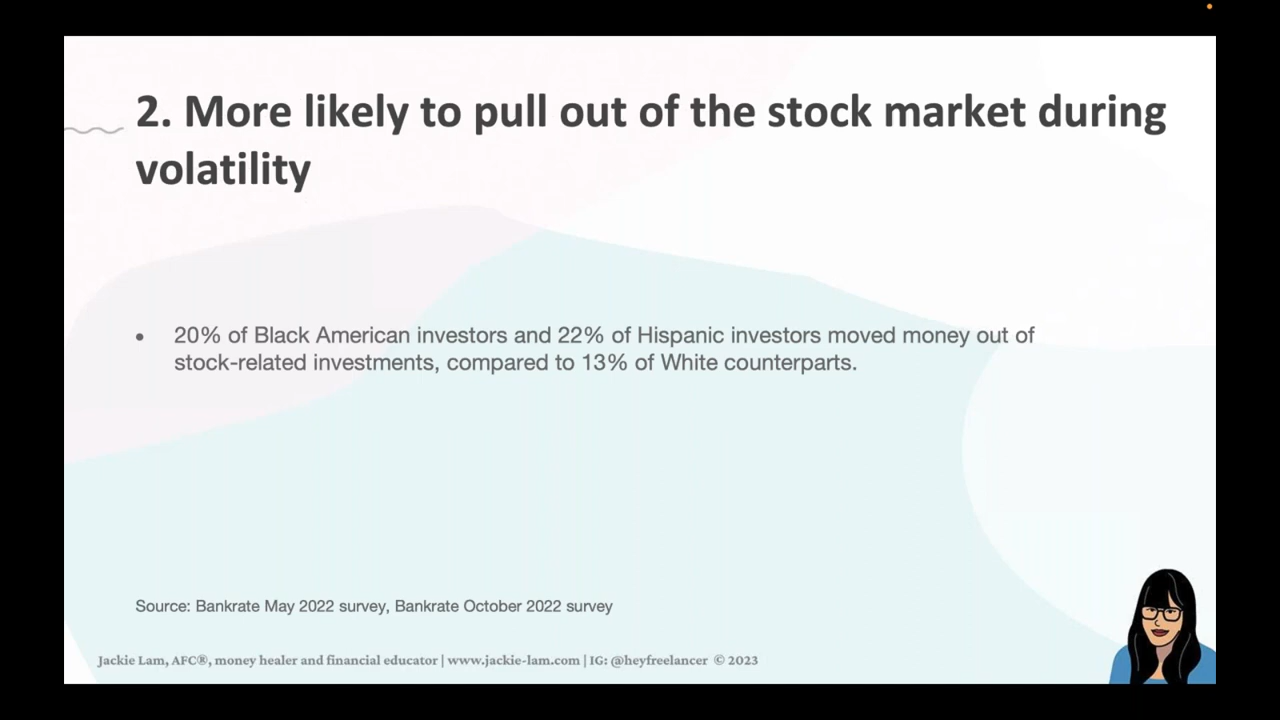 2. More likely to pull out of the stock market during
volatility
• 20% of Black American investors and 22% of Hispanic investors moved money out of
stock-related investments, compared to 13% of White counterparts.
Source: Bankrate May 2022 survey, Bankrate October 2022 survey
Jackie Lam, AFC®, money healer and financial educator | www.jackie-lam.com | IG: @heyfreelancer © 2023